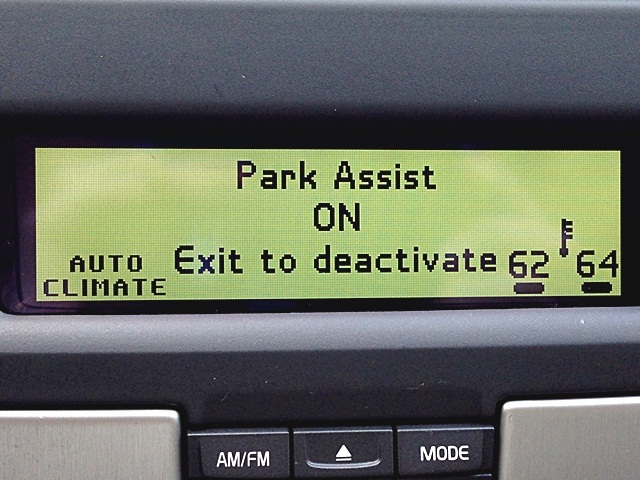 Park Assist
ON
Exit to deactivate
AUTO
CLIMATE
62 64
AM/FM
MODE